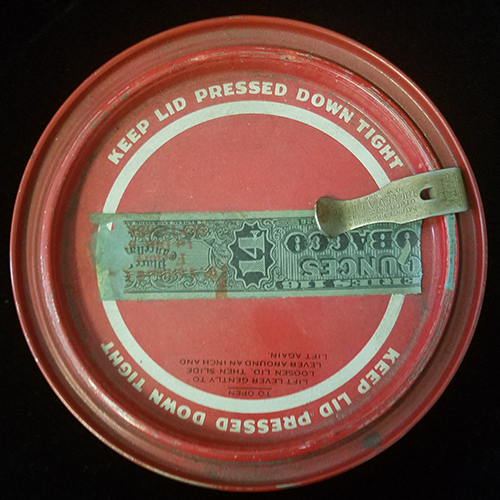 KEEP LID PRESSED DOWN TIGHT
TOBACCO
OUNCES
KEEP LID PRESSED DOWN TIGHT
TO OPEN
LIFT LEVER GENTLY TO
LOOSEN LID, THEN SLIDE
LEVER AROUND AN INCH AND
LIFT AGAIN.